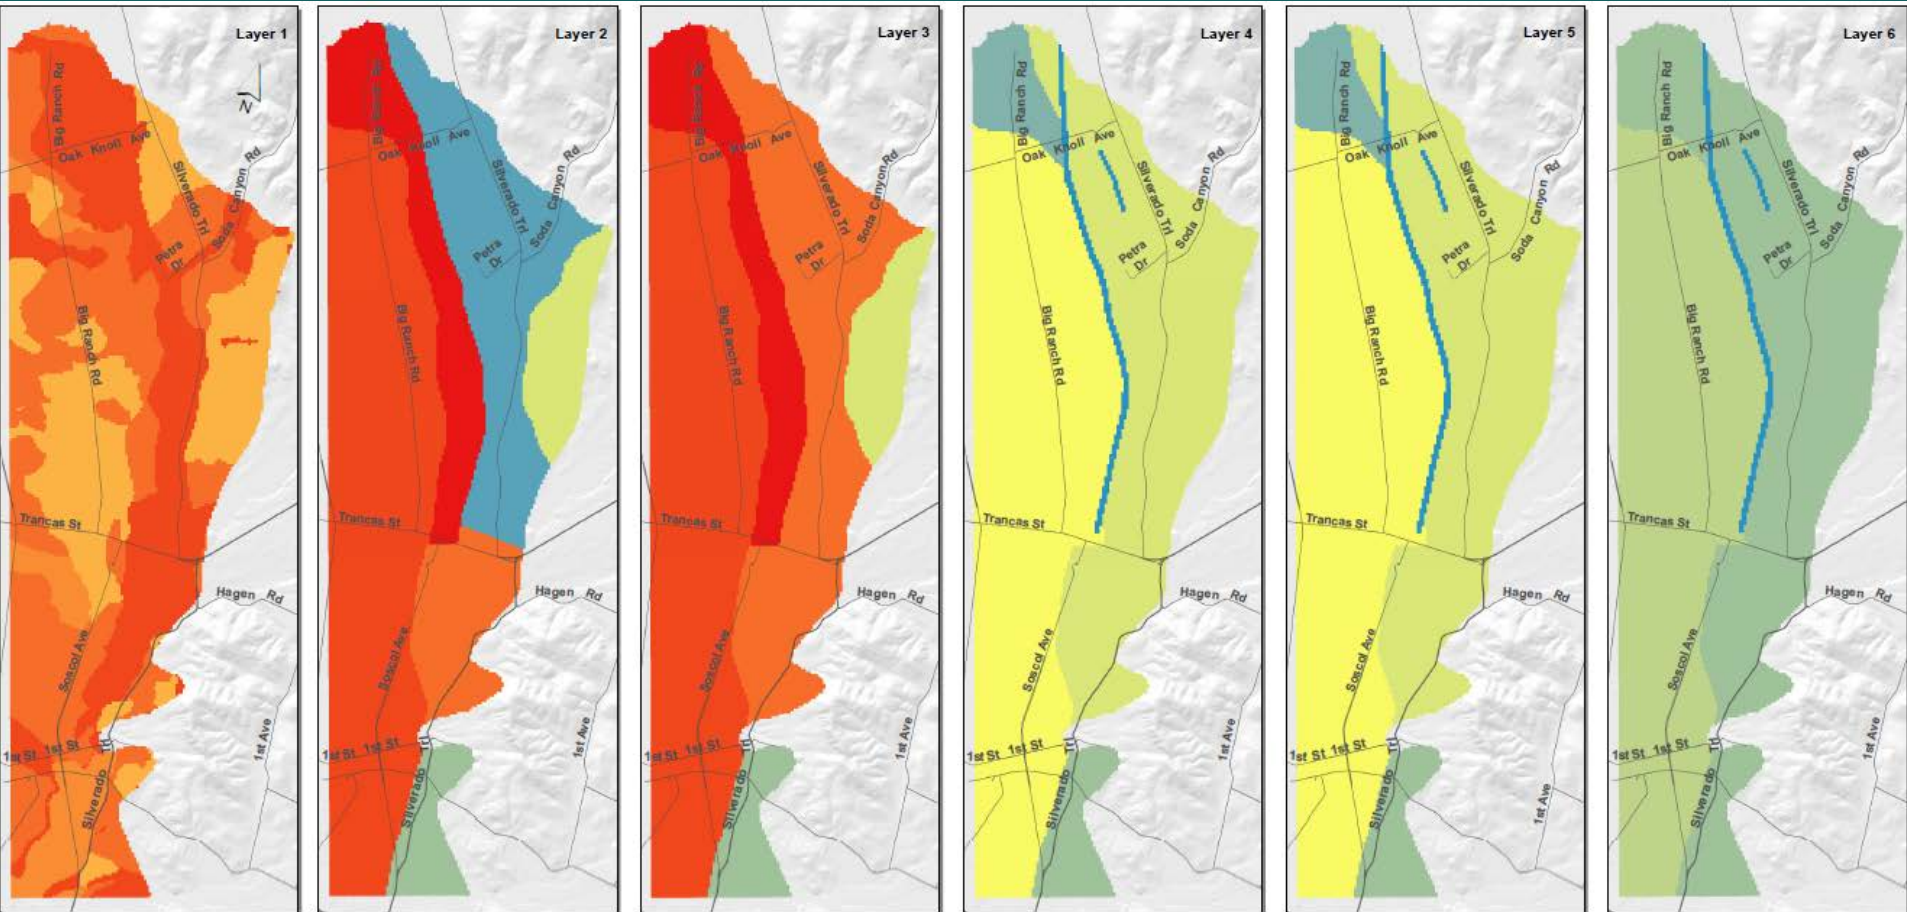 Layer 1
N
Big Ranch Rd
Oak Knoll Ave
Silverado Trl
Soda Canyon Rd
Petra Dr
Big Ranch Rd
Trancas St
Hagen Rd
Soscol Ave
1st St 1st St
Trl
1st Ave
Silverado
Layer 2
Big Ranch Rd
Oak Knoll Ave
Silverado Trl
Soda Canyon Rd
Petra Dr
Big Ranch Rd
Trancas St
Hagen Rd
Soscol Ave
1st St 1st St
Trl
1st Ave
Silverado
Layer 3
Big Ranch Rd
Oak Knoll Ave
Silverado Trl
Soda Canyon Rd
Petra Dr
Big Ranch Rd
Trancas St
Hagen Rd
Soscol Ave
1st St 1st St
Trl
1st Ave
Silverado
Layer 4
Big Ranch Rd
Oak Knoll Ave
Silverado Trl
Soda Canyon Rd
Petra Dr
Big Ranch Rd
Trancas St
Hagen Rd
Soscol Ave
1st St 1st St
Trl
1st Ave
Silverado
Layer 5
Big Ranch Rd
Oak Knoll Ave
Silverado Trl
Soda Canyon Rd
Petra Dr
Big Ranch Rd
Trancas St
Hagen Rd
Soscol Ave
1st St 1st St
Trl
1st Ave
Silverado
Layer 6
Big Ranch Rd
Oak Knoll Ave
Silverado Trl
Soda Canyon Rd
Petra Dr
Big Ranch Rd
Trancas St
Hagen Rd
Soscol Ave
1st St 1st St
Trl
1st Ave
Silverado